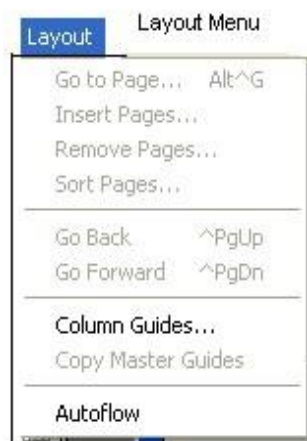 Layout Layout Menu
Go to Page... Alt^G
Insert Pages...
Remove Pages...
Sort Pages...
Go Back ^PgUp
Go Forward ^PgDn
Column Guides...
Copy Master Guides
Autoflow